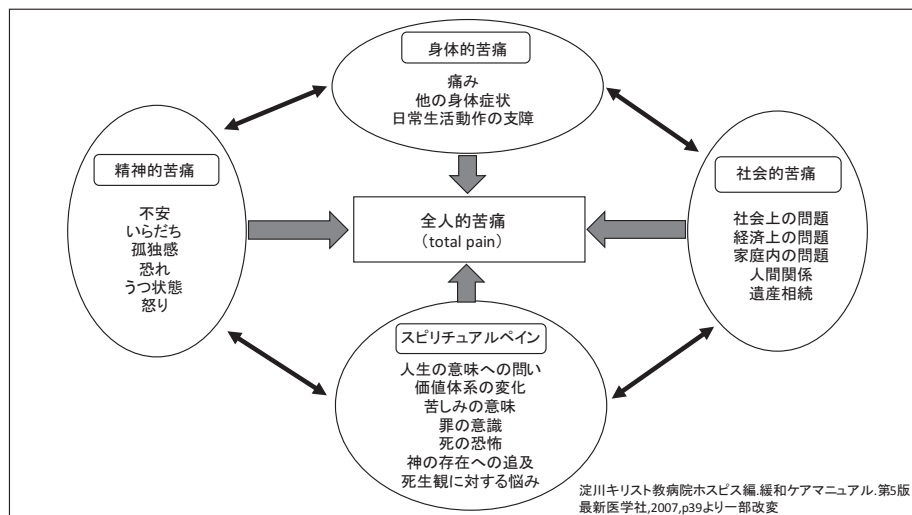 身体的苦痛
痛み
他の身体症状
日常生活動作の支障
精神的苦痛
不安
いらだち
孤独感
恐れ
うつ状態
怒り
全人的苦痛
(total pain)
社会的苦痛
社会上の問題
経済上の問題
家庭内の問題
人間関係
遺産相続
スピリチュアルペイン
人生の意味への問い
価値体系の変化
苦しみの意味
罪の意識
死の恐怖
神の存在への追及
死生観に対する悩み
淀川キリスト教病院ホスピス編.緩和ケアマニュアル.第5版
最新医学社,2007,p39より一部改変